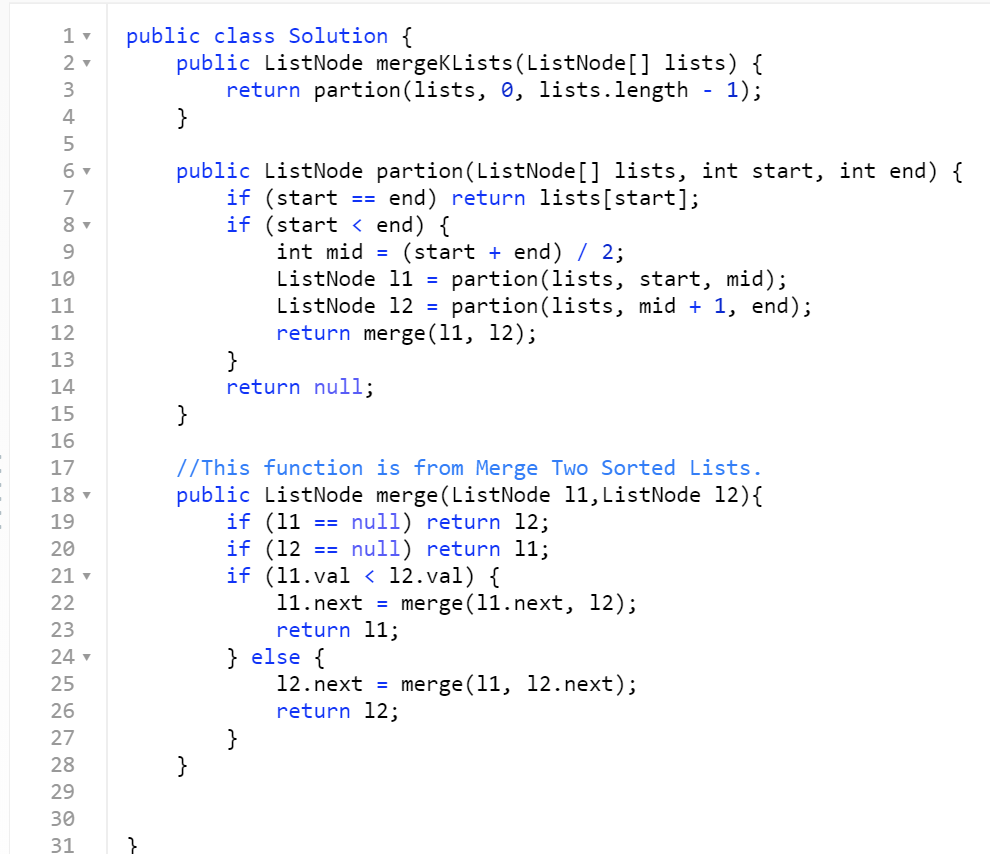 1 public class Solution {
2 public ListNode mergeKLists(ListNode[] lists) {
3 return partion(lists, 0, lists.length - 1);
4 }
5
6 public ListNode partion(ListNode[] lists, int start, int end) {
7 if (start == end) return lists[start];
8 if (start < end) {
9 int mid = (start + end) / 2;
10 ListNode l1 = partion(lists, start, mid);
11 ListNode l2 = partion(lists, mid + 1, end);
12 return merge(l1, l2);
13 }
14 return null;
15 }
16
17 //This function is from Merge Two Sorted Lists.
18 public ListNode merge(ListNode l1,ListNode l2){
19 if (l1 == null) return l2;
20 if (l2 == null) return l1;
21 if (l1.val < l2.val) {
22 l1.next = merge(l1.next, l2);
23 return l1;
24 } else {
25 l2.next = merge(l1, l2.next);
26 return l2;
27 }
28 }
29
30
31 }